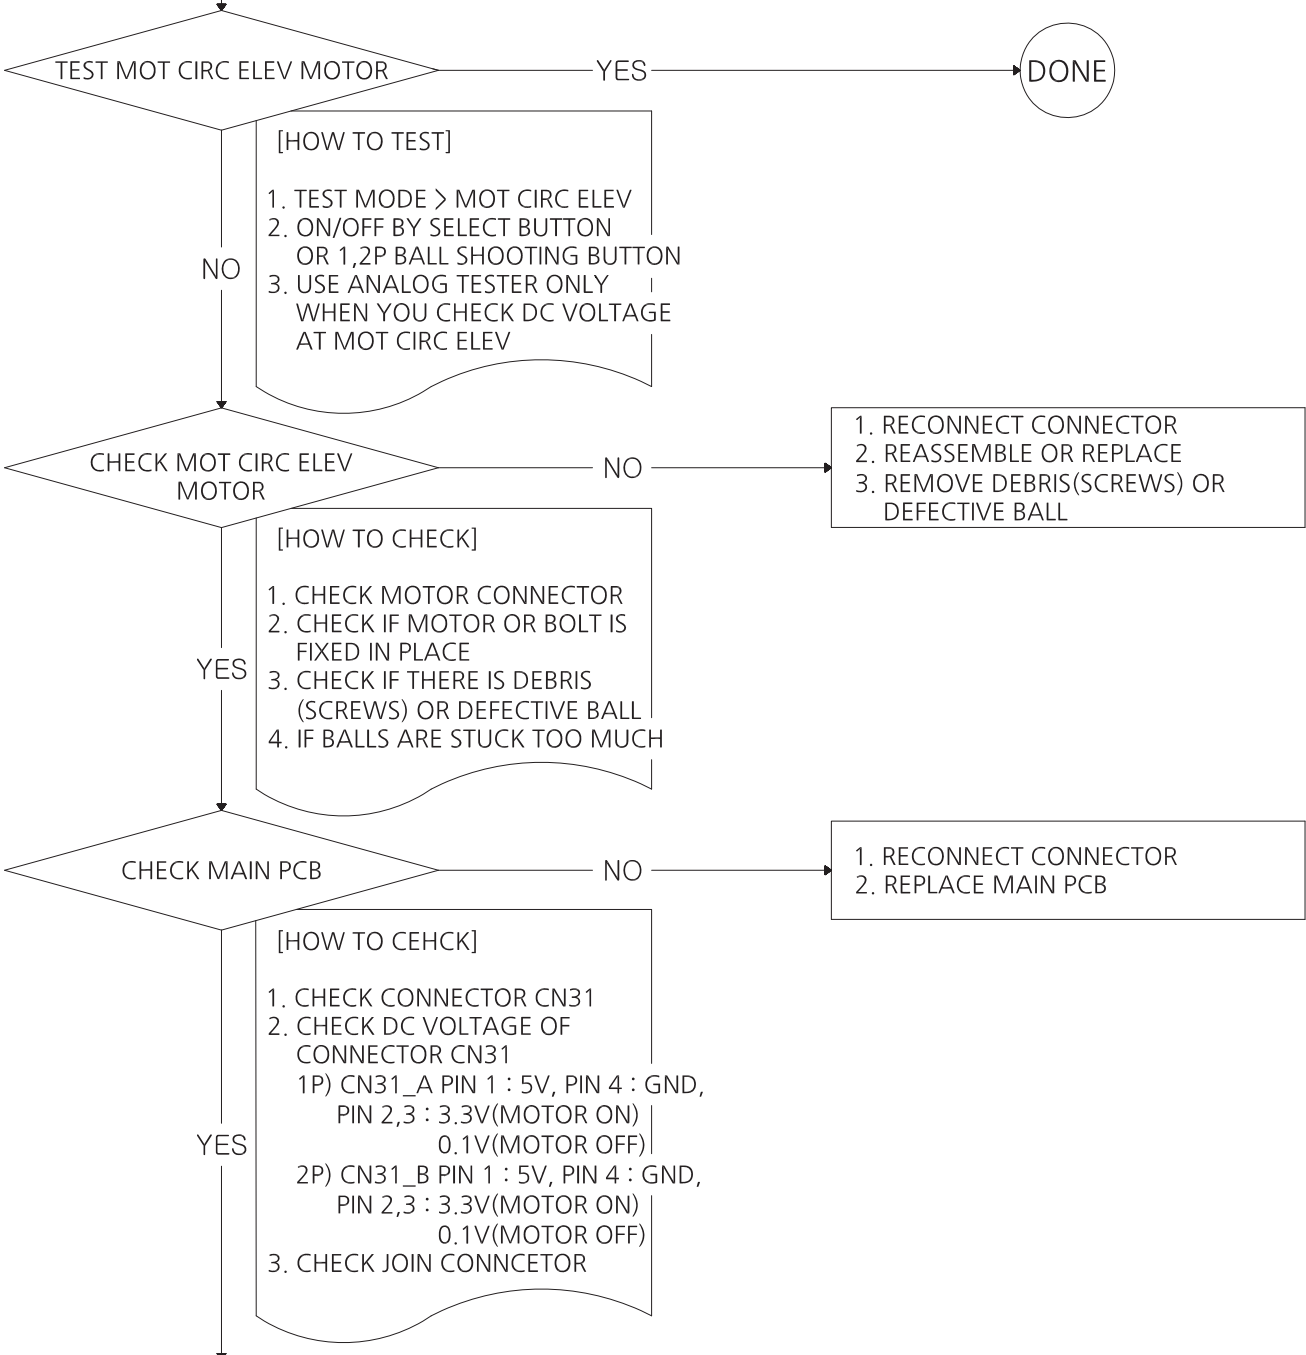 TEST MOT CIRC ELEV MOTOR
YES
DONE
[HOW TO TEST]
1. TEST MODE > MOT CIRC ELEV
2. ON/OFF BY SELECT BUTTON
OR 1,2P BALL SHOOTING BUTTON
3. USE ANALOG TESTER ONLY
WHEN YOU CHECK DC VOLTAGE
AT MOT CIRC ELEV
NO
CHECK MOT CIRC ELEV
MOTOR
NO
1. RECONNECT CONNECTOR
2. REASSEMBLE OR REPLACE
3. REMOVE DEBRIS(SCREWS) OR
DEFECTIVE BALL
[HOW TO CHECK]
1. CHECK MOTOR CONNECTOR
2. CHECK IF MOTOR OR BOLT IS
FIXED IN PLACE
3. CHECK IF THERE IS DEBRIS
(SCREWS) OR DEFECTIVE BALL
4. IF BALLS ARE STUCK TOO MUCH
YES
CHECK MAIN PCB
NO
1. RECONNECT CONNECTOR
2. REPLACE MAIN PCB
[HOW TO CEHCK]
1. CHECK CONNECTOR CN31
2. CHECK DC VOLTAGE OF
CONNECTOR CN31
1P) CN31_A PIN 1 : 5V, PIN 4 : GND,
PIN 2,3 : 3.3V(MOTOR ON)
0.1V(MOTOR OFF)
2P) CN31_B PIN 1 : 5V, PIN 4 : GND,
PIN 2,3 : 3.3V(MOTOR ON)
0.1V(MOTOR OFF)
3. CHECK JOIN CONNCETOR
YES